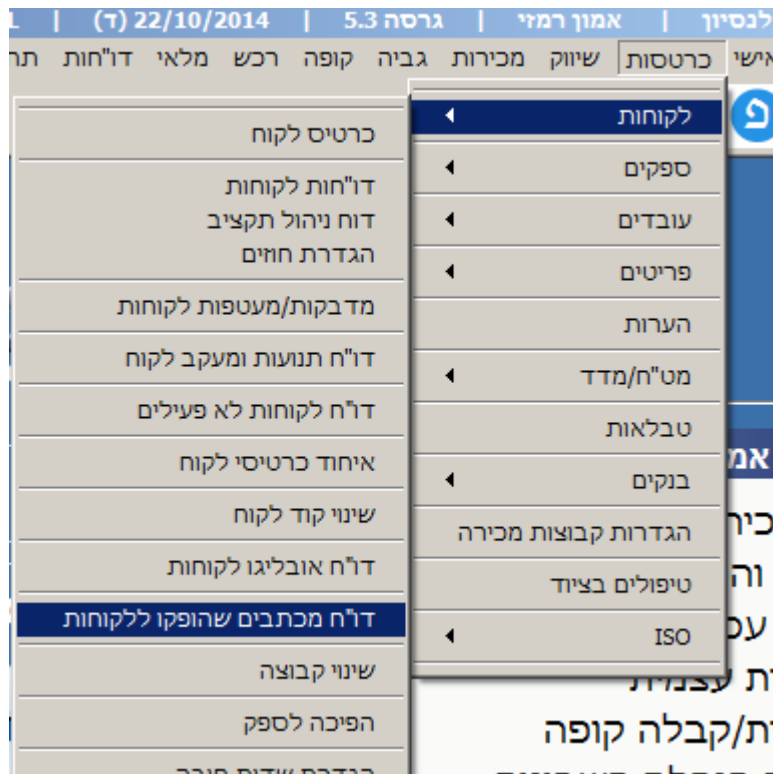 לנסיון | אמון רמזי | גרסה 5.3 | 22/10/2014 (ד) |
אישי כרטסות שיווק מכירות גביה קופה רכש מלאי דו"חות
לקוחות
ספקים
עובדים
פריטים
הערות
מט"ח/מדד
טבלאות
בנקים
הגדרות קבוצות מכירה
טיפולים בציוד
ISO
כרטיס לקוח
דו"חות לקוחות
דוח ניהול תקציב
הגדרת חוזים
מדבקות/מעטפות לקוחות
דו"ח תנועות ומעקב לקוח
דו"ח לקוחות לא פעילים
איחוד כרטיסי לקוח
שינוי קוד לקוח
דו"ח אובליגו לקוחות
דו"ח מכתבים שהופקו ללקוחות
שינוי קבוצה
הפיכה לספק
פ
ת עצמית
ת/קבלה קופה